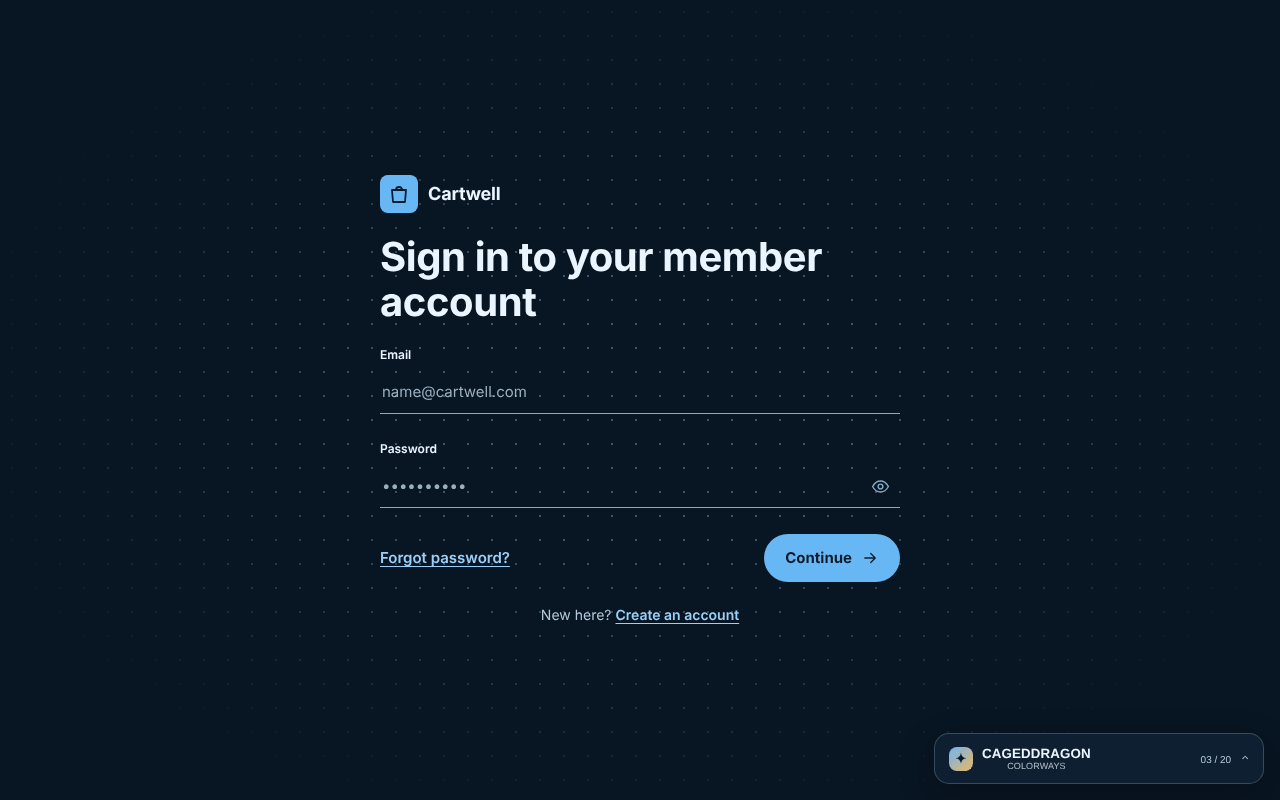 Cartwell
Sign in to your member
account
Email
name@cartwell.com
Password
••••••••••
Forgot password?
Continue
New here? Create an account
CAGEDDRAGON
COLORWAYS
03 / 20